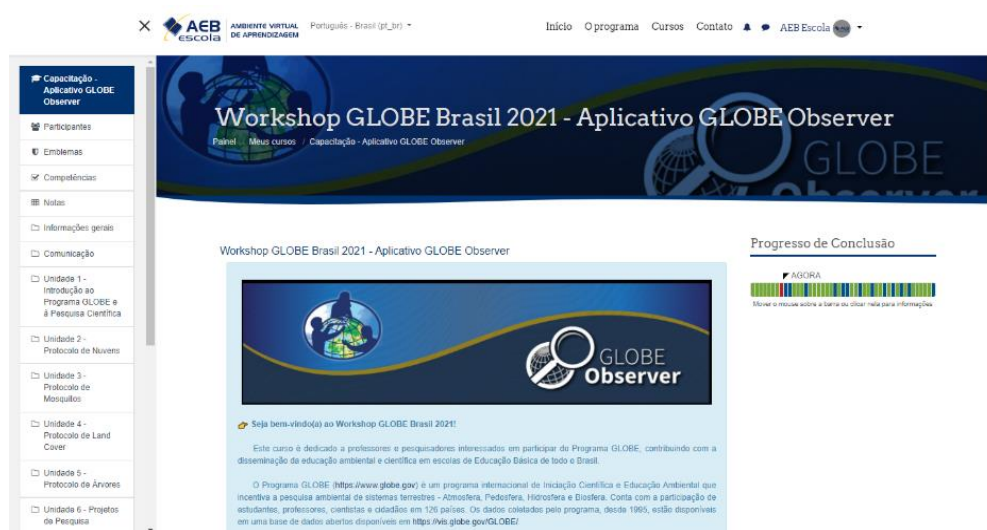 AEB
escola
AMBIENTE VIRTUAL
DE APRENDIZAGEM
Português - Brasil (pt_br)
Início O programa Cursos Contato AEB Escola
Capacitação -
Aplicativo GLOBE
Observer
Participantes
Emblemas
Competências
Notas
Informações gerais
Comunicação
Unidade 1 -
Introdução ao
Programa GLOBE e
à Pesquisa Científica
Unidade 2 -
Protocolo de Nuvens
Unidade 3 -
Protocolo de
Mosquitos
Unidade 4 -
Protocolo de Land
Cover
Unidade 5 -
Protocolo de Árvores
Unidade 6 - Projetos
de Pesquisa
Workshop GLOBE Brasil 2021 - Aplicativo GLOBE Observer
Painel Meus cursos / Capacitação - Aplicativo GLOBE Observer
GLOBE
Observer
Workshop GLOBE Brasil 2021 - Aplicativo GLOBE Observer
GLOBE
Observer
Seja bem-vindo(a) ao Workshop GLOBE Brasil 2021!
Este curso é dedicado a professores e pesquisadores interessados em participar do Programa GLOBE, contribuindo com a
disseminação da educação ambiental e científica em escolas de Educação Básica de todo o Brasil.
O Programa GLOBE (https://www.globe.gov) é um programa internacional de Iniciação Científica e Educação Ambiental que
incentiva a pesquisa ambiental de sistemas terrestres - Atmosfera, Pedosfera, Hidrosfera e Biosfera. Conta com a participação de
estudantes, professores, cientistas e cidadãos em 126 países. Os dados coletados pelo programa, desde 1995, estão disponíveis
em uma base de dados abertos disponíveis em https://vis.globe.gov/GLOBE/
Progresso de Conclusão
AGORA
Mover o mouse sobre a barra ou clicar nela para informações.